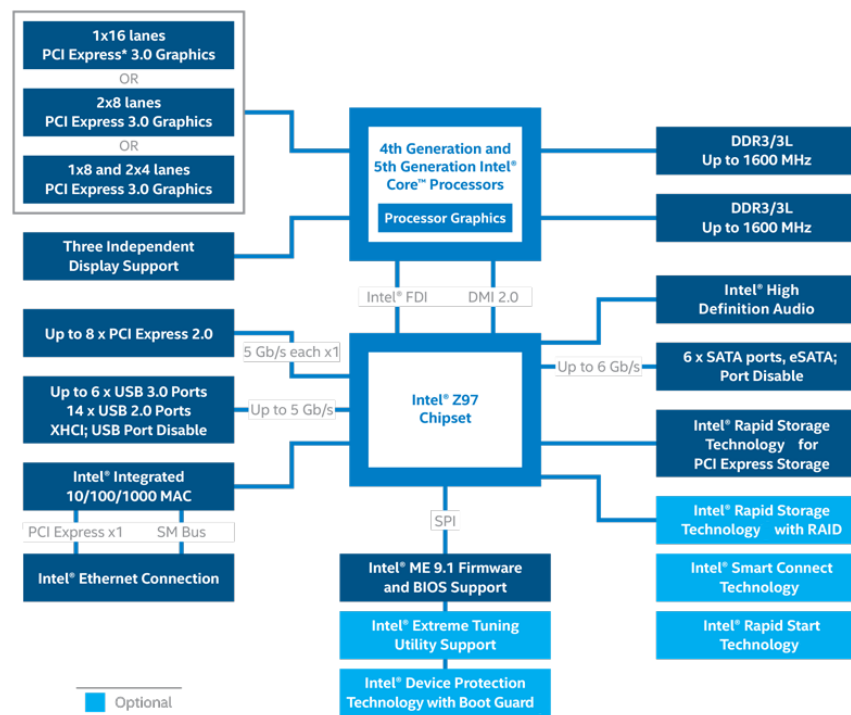 1x16 lanes
PCI Express* 3.0 Graphics
OR
2x8 lanes
PCI Express 3.0 Graphics
OR
1x8 and 2x4 lanes
PCI Express 3.0 Graphics
Three Independent
Display Support
4th Generation and
5th Generation Intel®
Core™ Processors
Processor Graphics
DDR3/3L
Up to 1600 MHz
DDR3/3L
Up to 1600 MHz
Intel® FDI
DMI 2.0
Up to 8 x PCI Express 2.0
5 Gb/s each x1
Up to 6 x USB 3.0 Ports
14 x USB 2.0 Ports
XHCI; USB Port Disable
Up to 5 Gb/s
Intel® Integrated
10/100/1000 MAC
PCI Express x1
SM Bus
Intel® Ethernet Connection
Intel® Z97
Chipset
Intel® High
Definition Audio
Up to 6 Gb/s
6 x SATA ports, eSATA;
Port Disable
Intel® Rapid Storage
Technology for
PCI Express Storage
Intel® Rapid Storage
Technology with RAID
Intel® Smart Connect
Technology
Intel® Rapid Start
Technology
SPI
Intel® ME 9.1 Firmware
and BIOS Support
Intel® Extreme Tuning
Utility Support
Intel® Device Protection
Technology with Boot Guard
Optional